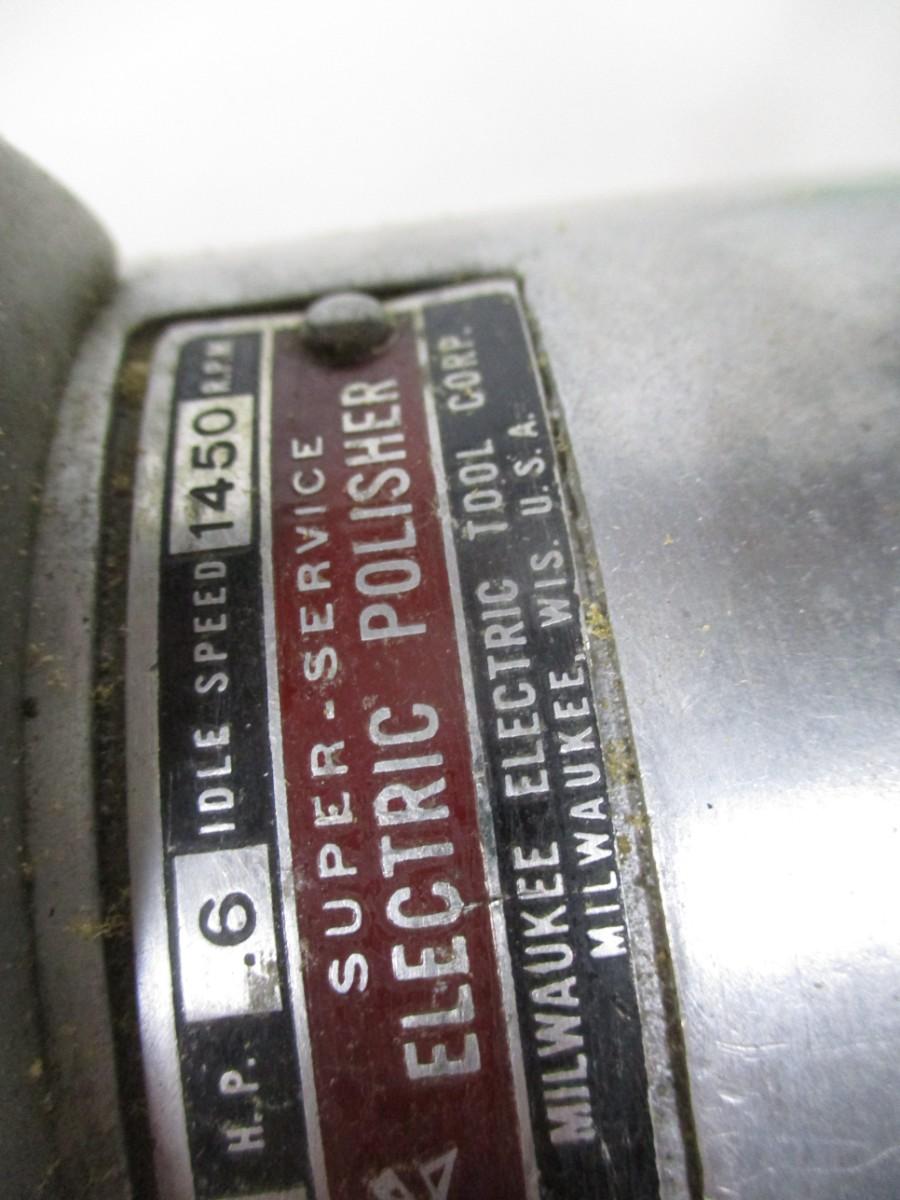 H.P. .6 IDLE SPEED 1450 R.P.M
SUPER-SERVICE
ELECTRIC POLISHER
MILWAUKEE ELECTRIC TOOL CORP.
MILWAUKEE, WIS. U.S.A.